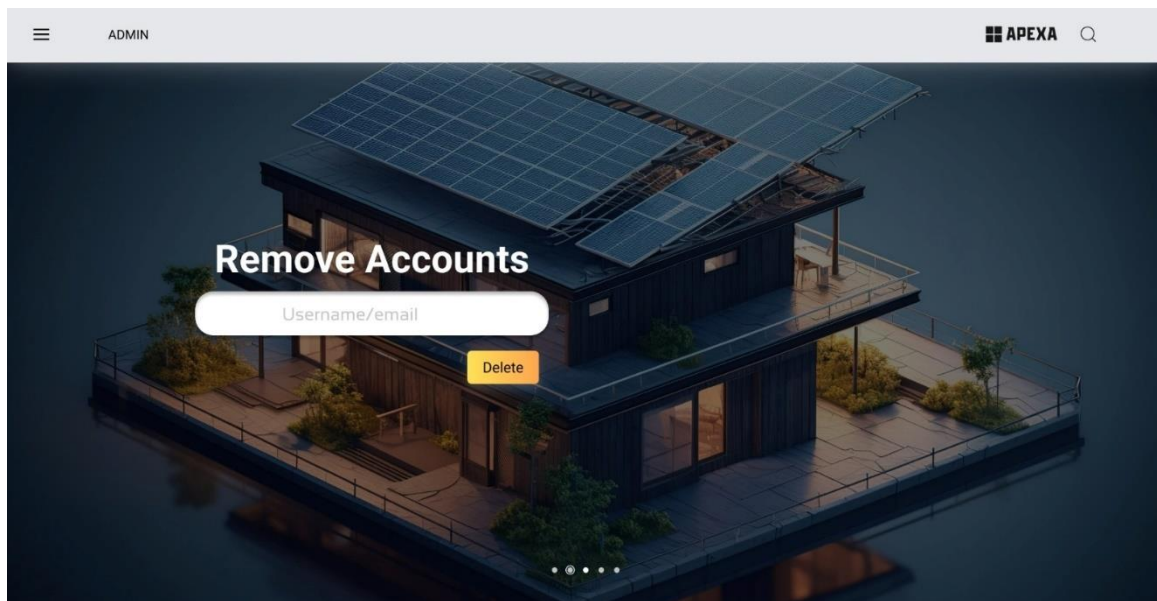 ADMIN
APEXA
Remove Accounts
Username/email
Delete